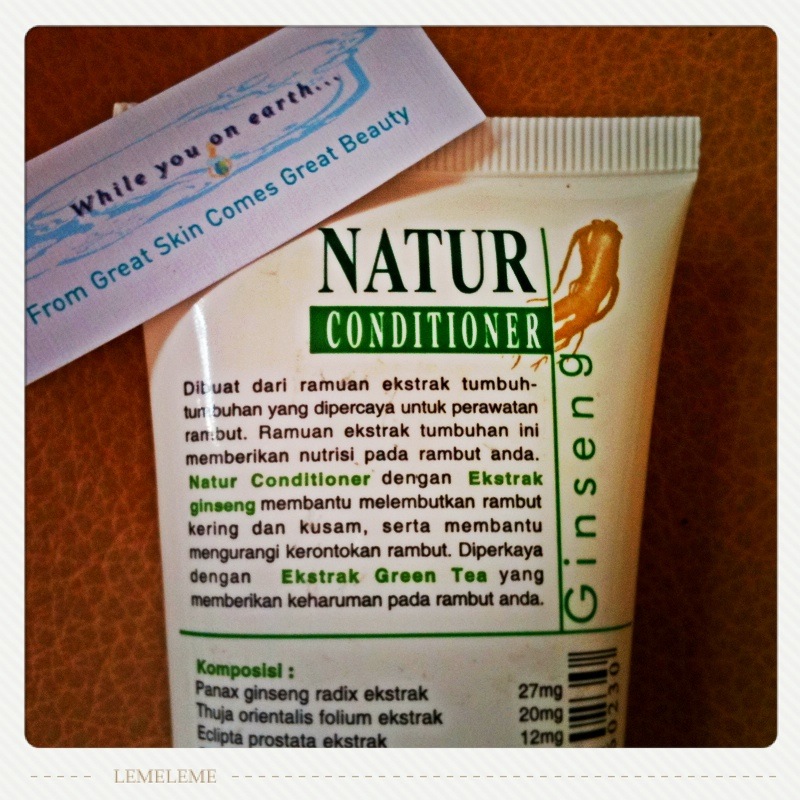 While you on earth...
From Great Skin Comes Great Beauty
NATUR
CONDITIONER
Ginseng
Dibuat dari ramuan ekstrak tumbuh-
tumbuhan yang dipercaya untuk perawatan
rambut. Ramuan ekstrak tumbuhan ini
memberikan nutrisi pada rambut anda.
Natur Conditioner dengan Ekstrak
ginseng membantu melembutkan rambut
kering dan kusam, serta membantu
mengurangi kerontokan rambut. Diperkaya
dengan Ekstrak Green Tea yang
memberikan keharuman pada rambut anda.
Komposisi :
Panax ginseng radix ekstrak 27mg
Thuja orientalis folium ekstrak 20mg
Eclipta prostata ekstrak 12mg
LEMELEME